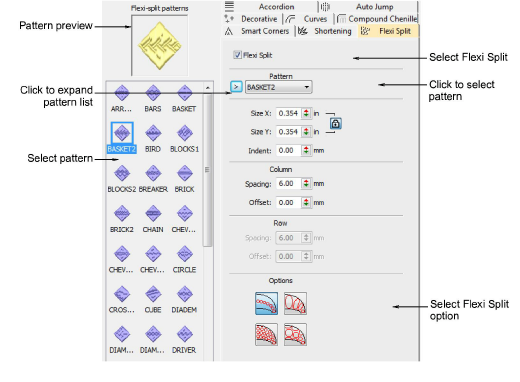 Flexi-split patterns
Pattern preview
Accordion
Auto Jump
Decorative
Curves
Compound Chenille
Smart Corners
Shortening
Flexi Split
Flexi Split
Select Flexi Split
Pattern
Click to expand pattern list
> BASKET2
Click to select pattern
ARR... BARS BASKET
Size X: 0.354 in
Size Y: 0.354 in
Indent: 0.00 mm
BASKET2 BIRD BLOCKS1
Select pattern
Column
Spacing: 6.00 mm
Offset: 0.00 mm
BLOCKS2 BREAKER BRICK
Row
Spacing: 6.00 mm
Offset: 0.00 mm
BRICK2 CHAIN CHEV...
CHEV... CHEV... CIRCLE
Options
Select Flexi Split option
CROS... CUBE DIADEM
DIAM... DIAM... DRIVER